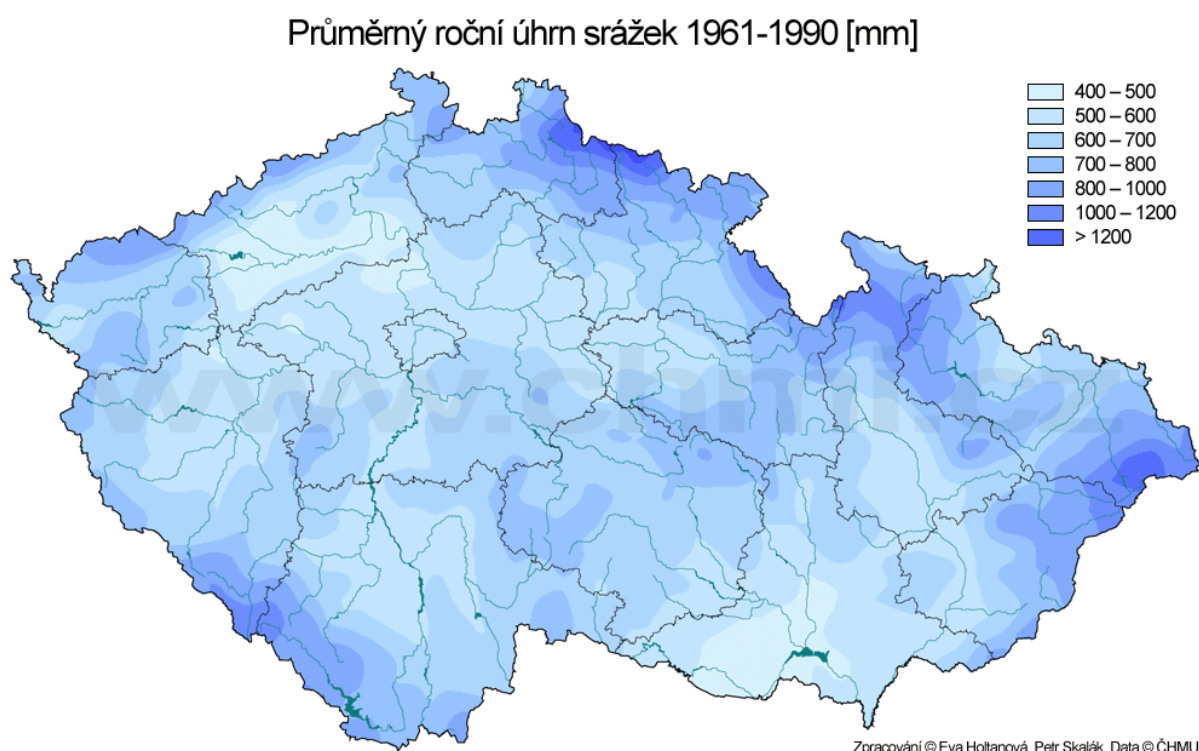 Průměrný roční úhrn srážek 1961-1990 [mm]
400 – 500
500 – 600
600 – 700
700 – 800
800 – 1000
1000 – 1200
> 1200
www.chmi.cz
Zpracování © Eva Holtanová, Petr Skalák, Data © ČHMÚ